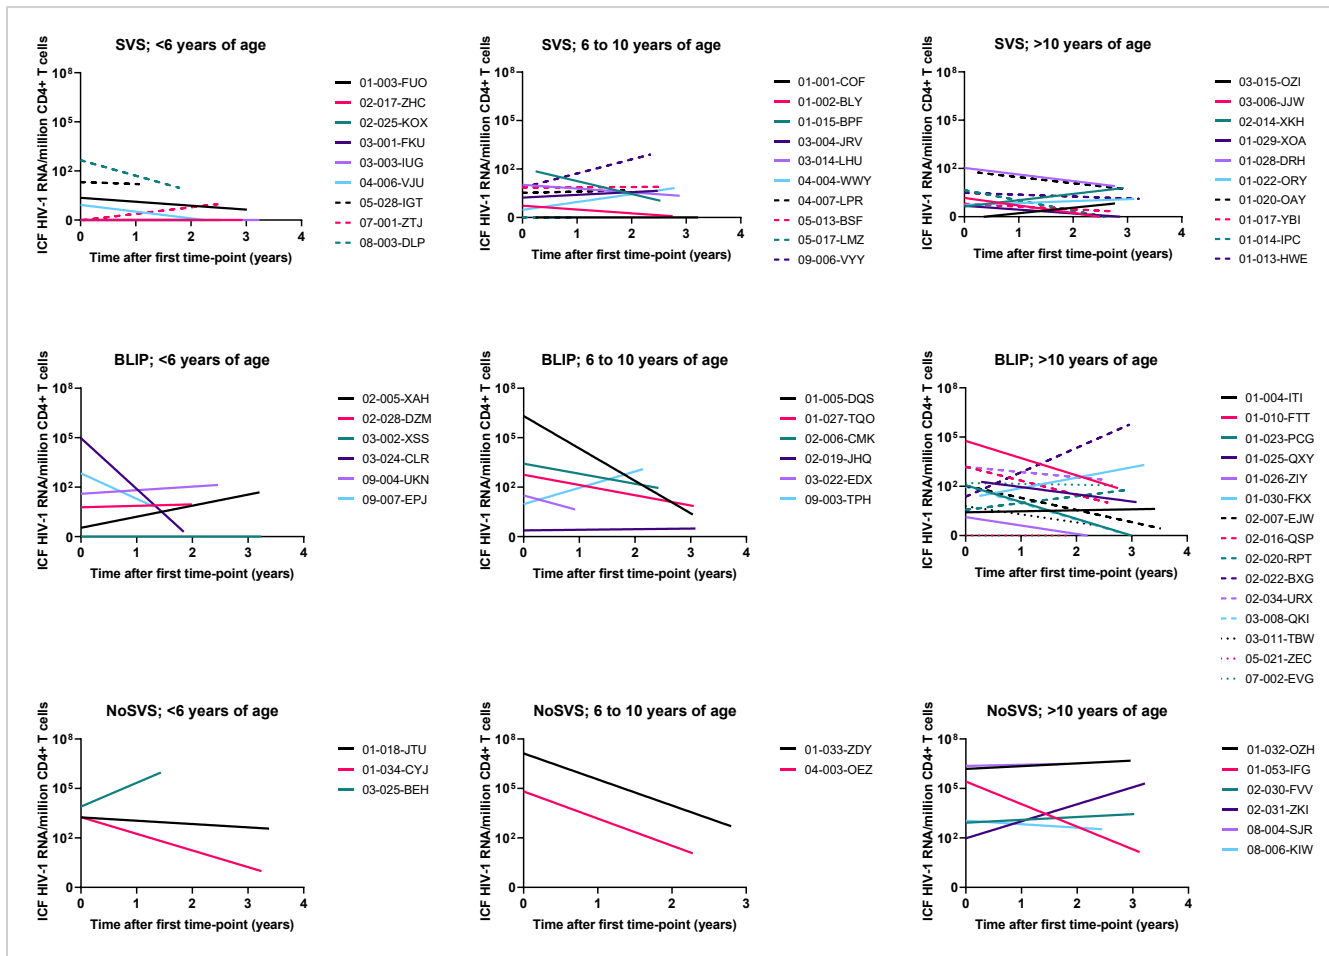 SVS; <6 years of age
ICF HIV-1 RNA/million CD4+ T cells
10⁸
10⁵
10²
0
0 1 2 3 4
Time after first time-point (years)
01-003-FUO
02-017-ZHC
02-025-KOX
03-001-FKU
03-003-IUG
04-006-VJU
05-028-IGT
07-001-ZTJ
08-003-DLP
SVS; 6 to 10 years of age
ICF HIV-1 RNA/million CD4+ T cells
10⁸
10⁵
10²
0
0 1 2 3 4
Time after first time-point (years)
01-001-COF
01-002-BLY
01-015-BPF
03-004-JRV
03-014-LHU
04-004-WWY
04-007-LPR
05-013-BSF
05-017-LMZ
09-006-VYY
SVS; >10 years of age
ICF HIV-1 RNA/million CD4+ T cells
10⁸
10⁵
10²
0
0 1 2 3 4
Time after first time-point (years)
03-015-OZI
03-006-JJW
02-014-XKH
01-029-XOA
01-028-DRH
01-022-ORY
01-020-OAY
01-017-YBI
01-014-IPC
01-013-HWE
BLIP; <6 years of age
ICF HIV-1 RNA/million CD4+ T cells
10⁸
10⁵
10²
0
0 1 2 3 4
Time after first time-point (years)
02-005-XAH
02-028-DZM
03-002-XSS
03-024-CLR
09-004-UKN
09-007-EPJ
BLIP; 6 to 10 years of age
ICF HIV-1 RNA/million CD4+ T cells
10⁸
10⁵
10²
0
0 1 2 3 4
Time after first time-point (years)
01-005-DQS
01-027-TQO
02-006-CMK
02-019-JHQ
03-022-EDX
09-003-TPH
BLIP; >10 years of age
ICF HIV-1 RNA/million CD4+ T cells
10⁸
10⁵
10²
0
0 1 2 3 4
Time after first time-point (years)
01-004-ITI
01-010-FTT
01-023-PCG
01-025-QXY
01-026-ZIY
01-030-FKX
02-007-EJW
02-016-QSP
02-020-RPT
02-022-BXG
02-034-URX
03-008-QKI
03-011-TBW
05-021-ZEC
07-002-EVG
NoSVS; <6 years of age
ICF HIV-1 RNA/million CD4+ T cells
10⁸
10⁵
10²
0
0 1 2 3 4
Time after first time-point (years)
01-018-JTU
01-034-CYJ
03-025-BEH
NoSVS; 6 to 10 years of age
ICF HIV-1 RNA/million CD4+ T cells
10⁸
10⁵
10²
0
0 1 2 3
Time after first time-point (years)
01-033-ZDY
04-003-OEZ
NoSVS; >10 years of age
ICF HIV-1 RNA/million CD4+ T cells
10⁸
10⁵
10²
0
0 1 2 3 4
Time after first time-point (years)
01-032-OZH
01-053-IFG
02-030-FVV
02-031-ZKI
08-004-SJR
08-006-KIW